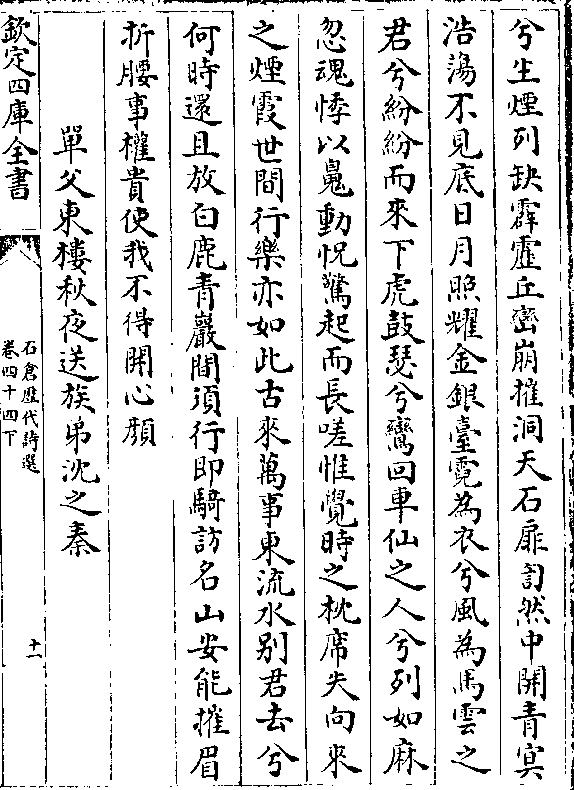 兮生煙列缺霹靂丘巒崩摧洞天石扉訇然中開青㝠
浩蕩不見底日月照耀金銀臺霓為衣兮風為馬雲之
君兮紛紛而來下虎鼓瑟兮鸞回車仙之人兮列如麻
忽魂悸以鬼動怳驚起而長嗟惟覺時之枕席失向來
之煙霞世間行樂亦如此古來萬事東流水别君去兮
何時還且放白鹿青巖間須行即騎訪名山安能摧眉
折腰事權貴使我不得開心顔
單父東樓秋夜送族弟沈之秦
欽定四庫全書
石倉歴代詩選
卷四十四下
十一